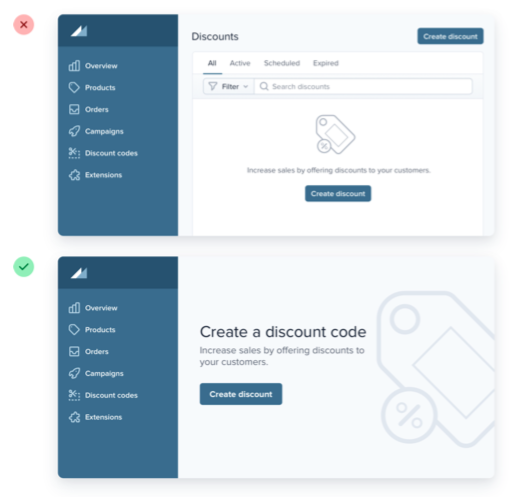 Discounts
Create discount
All Active Scheduled Expired
Filter Search discounts
Overview
Products
Orders
Campaigns
Discount codes
Extensions
Increase sales by offering discounts to your customers.
Create discount
Overview
Products
Orders
Campaigns
Discount codes
Extensions
Create a discount code
Increase sales by offering discounts to
your customers.
Create discount